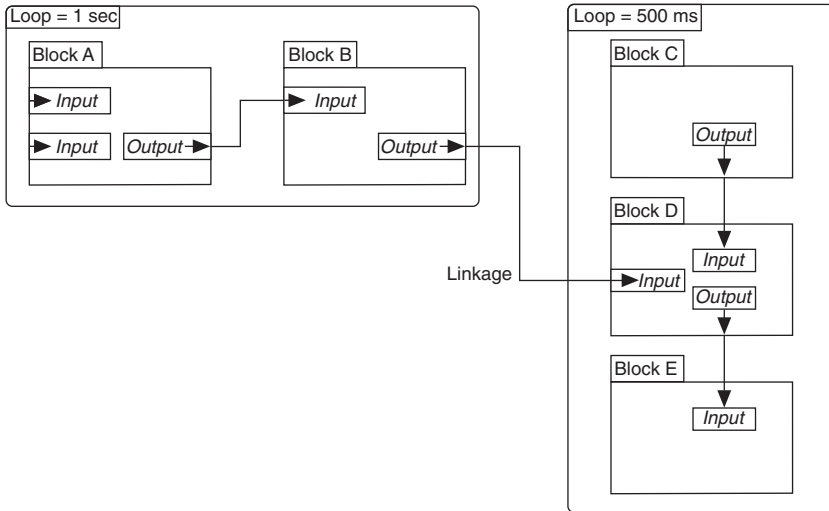 Loop = 1 sec
Block A
Input
Input
Output
Block B
Input
Output
Linkage
Loop = 500 ms
Block C
Output
Block D
Input
Input
Output
Block E
Input